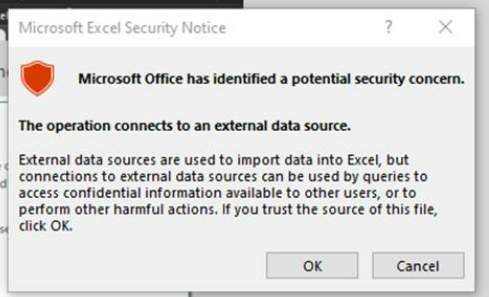 Microsoft Excel Security Notice
?
Microsoft Office has identified a potential security concern.
The operation connects to an external data source.
External data sources are used to import data into Excel, but
connections to external data sources can be used by queries to
access confidential information available to other users, or to
perform other harmful actions. If you trust the source of this file,
click OK.
OK
Cancel